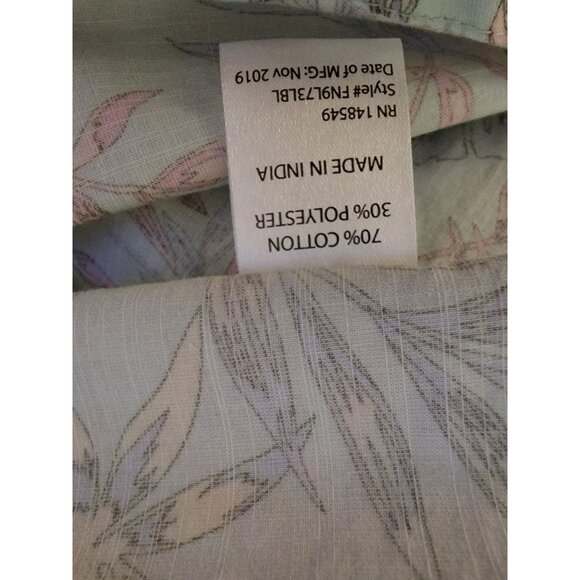 70% COTTON
30% POLYESTER
MADE IN INDIA
RN 148549
Style# FN9L73LBL
Date of MFG: Nov 2019